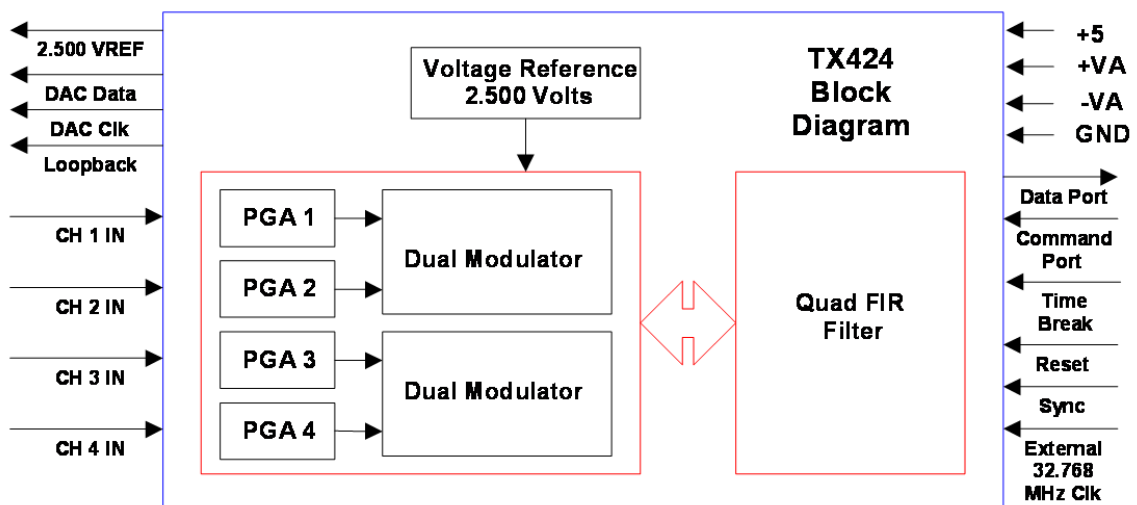 2.500 VREF
DAC Data
DAC Clk
Loopback
CH 1 IN
CH 2 IN
CH 3 IN
CH 4 IN
Voltage Reference
2.500 Volts
PGA 1
PGA 2
PGA 3
PGA 4
Dual Modulator
Dual Modulator
TX424
Block
Diagram
Quad FIR
Filter
+5
+VA
-VA
GND
Data Port
Command
Port
Time
Break
Reset
Sync
External
32.768
MHz Clk